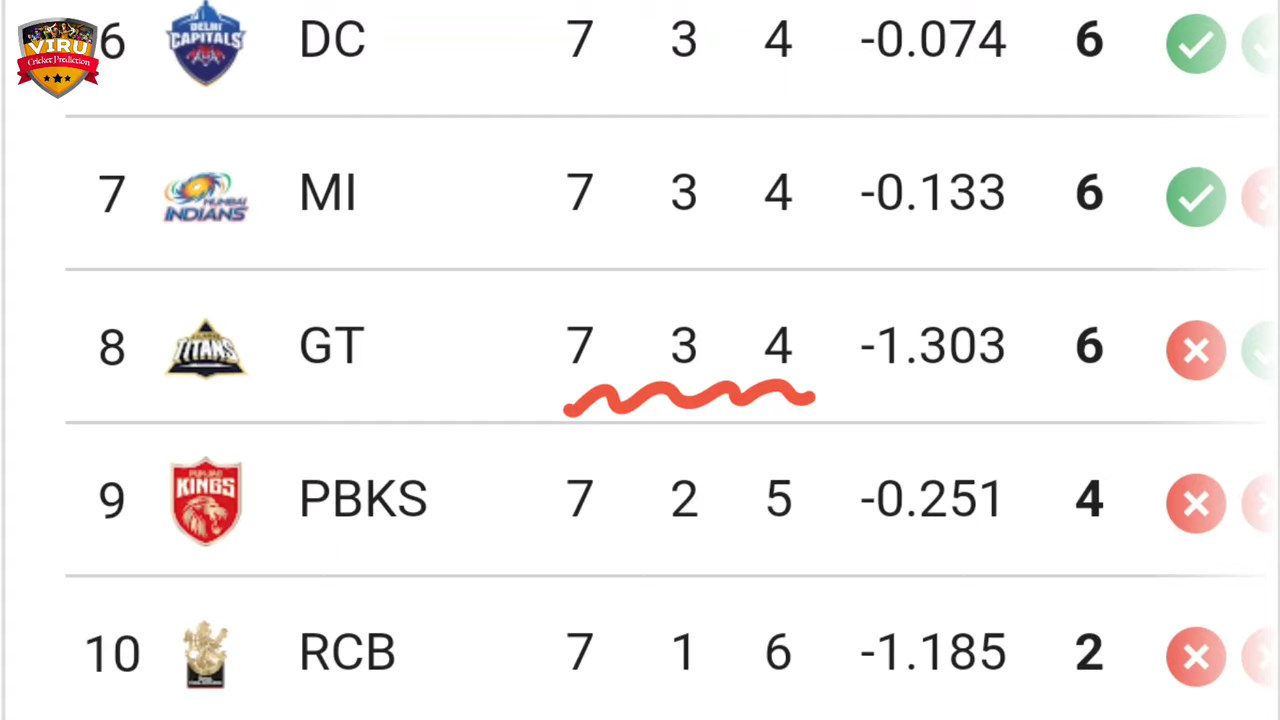 VIRU
Cricket Prediction
6 DELHI CAPITALS DC 7 3 4 -0.074 6
7 MUMBAI INDIANS MI 7 3 4 -0.133 6
8 TITANS GT 7 3 4 -1.303 6
9 PUNJAB KINGS PBKS 7 2 5 -0.251 4
10 RCB 7 1 6 -1.185 2